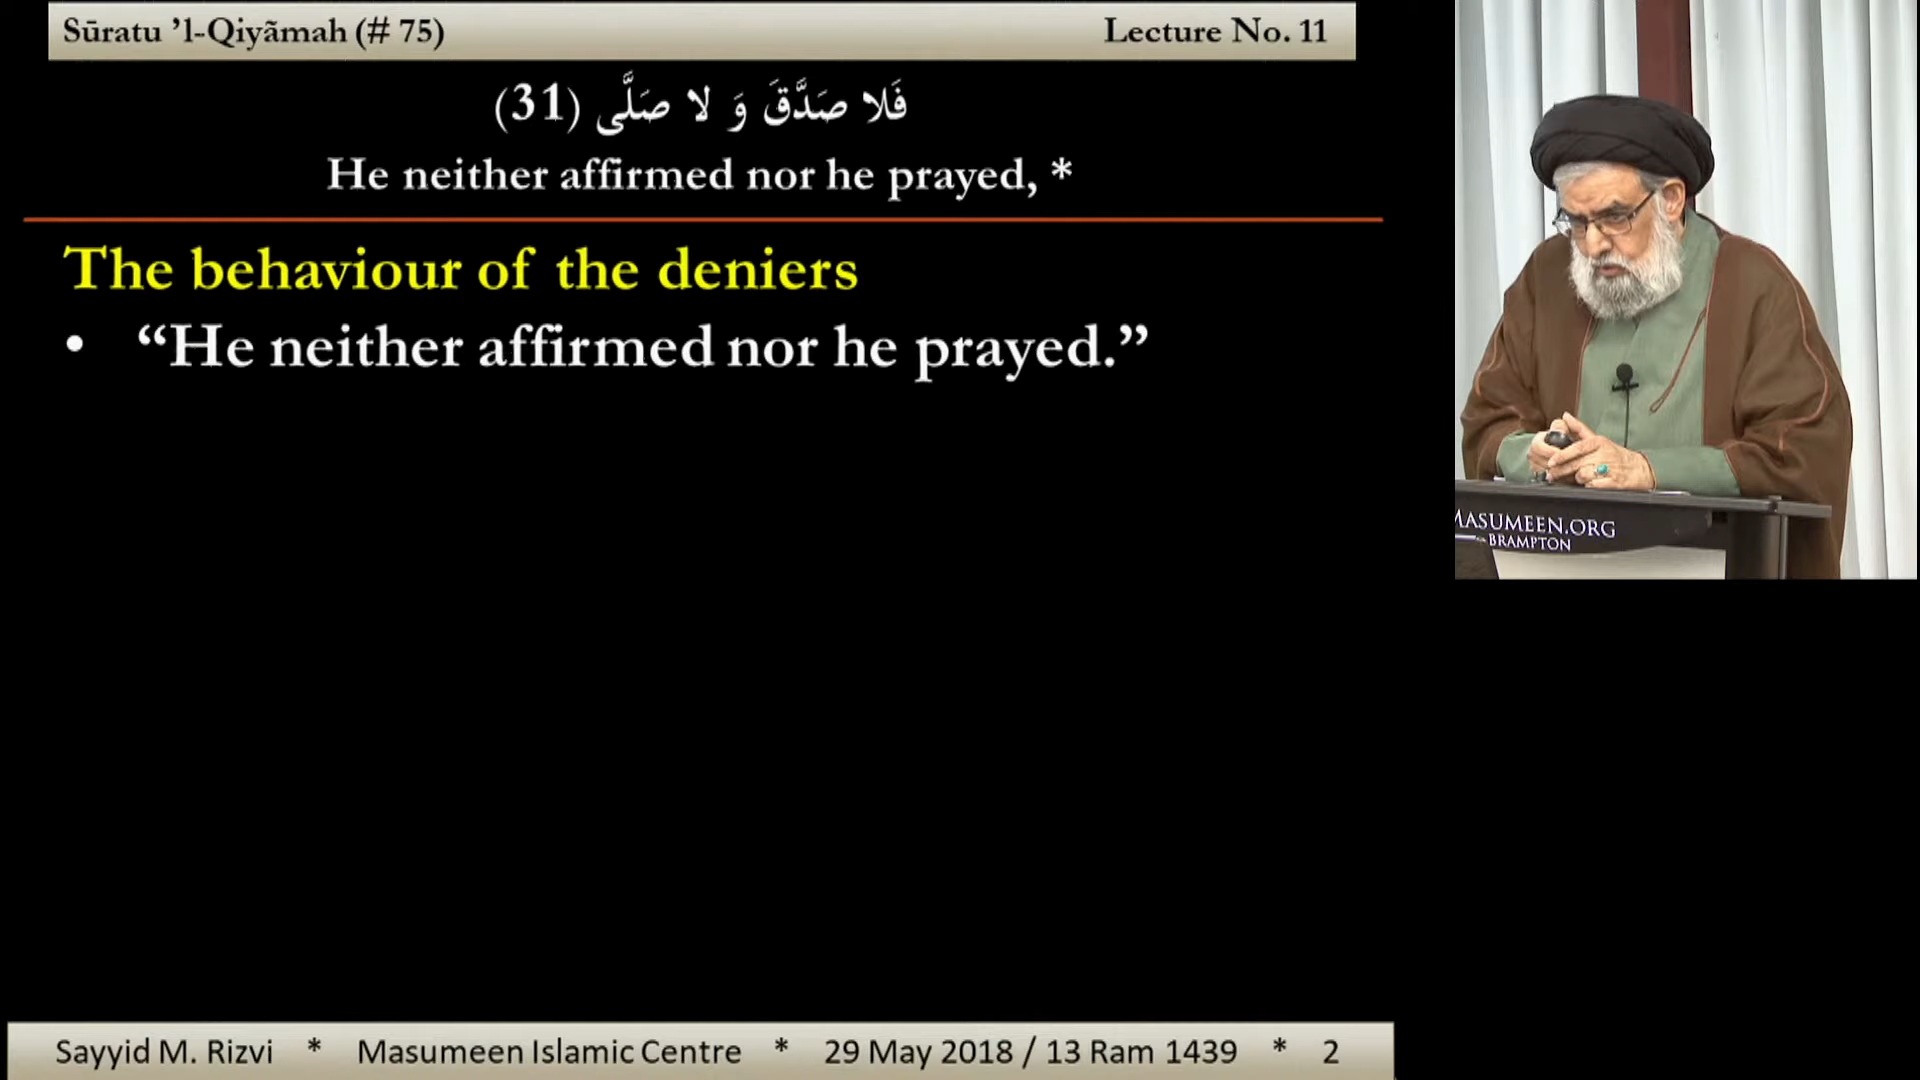 Sūratu ’l-Qiyãmah (# 75) Lecture No. 11
فَلا صَدَّقَ وَ لا صَلَّى (31)
He neither affirmed nor he prayed, *
The behaviour of the deniers
• “He neither affirmed nor he prayed.”
MASUMEEN.ORG
BRAMPTON
Sayyid M. Rizvi * Masumeen Islamic Centre * 29 May 2018 / 13 Ram 1439 * 2